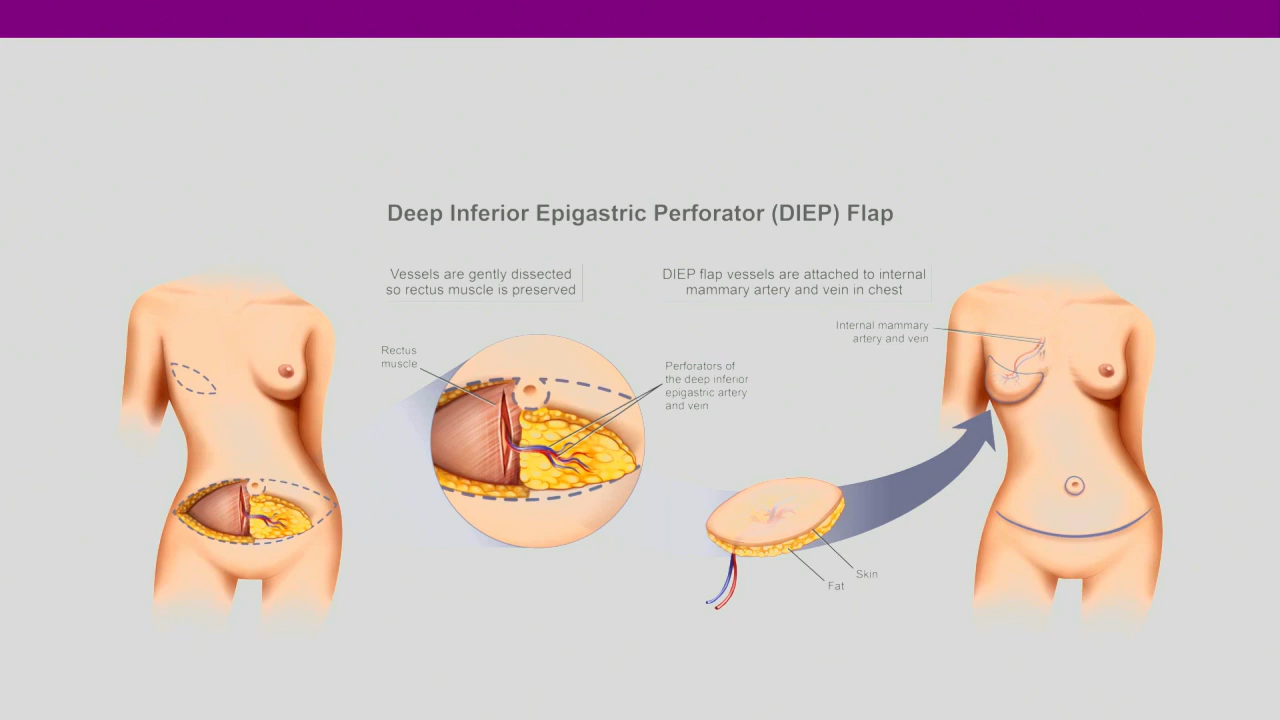 Deep Inferior Epigastric Perforator (DIEP) Flap
Vessels are gently dissected
so rectus muscle is preserved
DIEP flap vessels are attached to internal
mammary artery and vein in chest
Internal mammary
artery and vein
Rectus
muscle
Perforators of
the deep inferior
epigastric artery
and vein
Skin
Fat